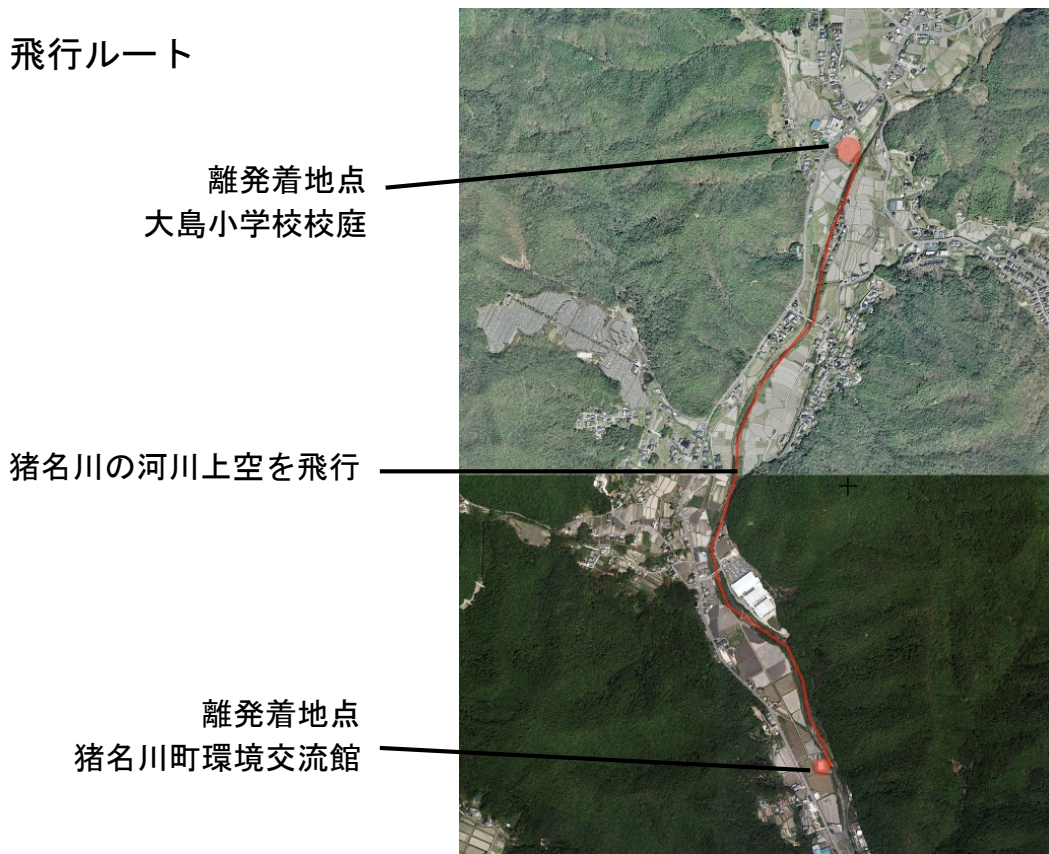 飛行ルート
離発着地点
大島小学校校庭
猪名川の河川上空を飛行
離発着地点
猪名川町環境交流館